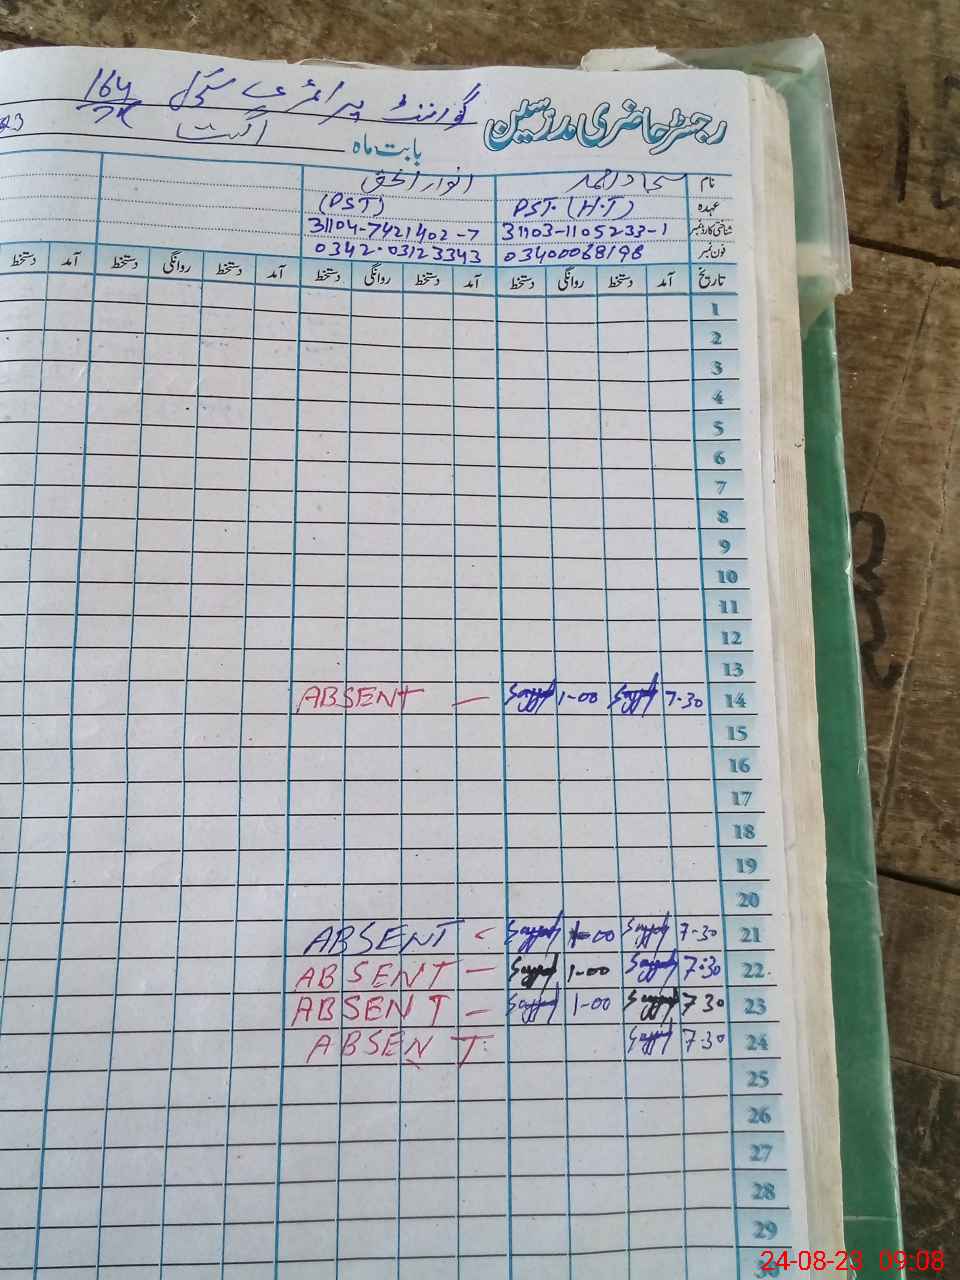 رجسٹر حاضری مدرسین
گورنمنٹ پرائمری سکول 164
بابت ماہ اگست 23
نام سجاد احمد انوار الحق
عہدہ PST. (H.T) (PST)
شناختی کارڈ نمبر 31103-1105233-1 31104-7421402-7
فون نمبر 03400068198 0342-03123343
تاریخ آمد دستخط روانگی دستخط آمد دستخط روانگی دستخط آمد دستخط روانگی دستخط آمد دستخط
1
2
3
4
5
6
7
8
9
10
11
12
13
14 7-30 1-00 — ABSENT
15
16
17
18
19
20
21 7-30 1-00 - ABSENT
22 7:30 1-00 — ABSENT
23 7 30 1-00 — ABSENT
24 7-30 ABSENT
25
26
27
28
29
30
24-08-23 09:08